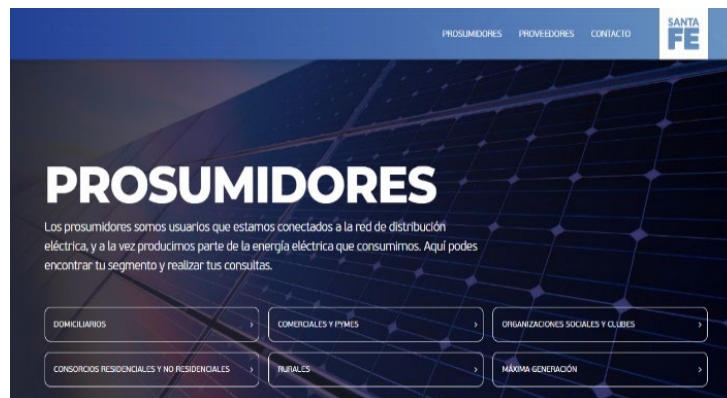 PROSUMIDORES PROVEEDORES CONTACTO
SANTA
FE
PROSUMIDORES
Los prosumidores somos usuarios que estamos conectados a la red de distribución
eléctrica, y a la vez producimos parte de la energía eléctrica que consumimos. Aquí podes
encontrar tu segmento y realizar tus consultas.
DOMICILIARIOS
COMERCIALES Y PYMES
ORGANIZACIONES SOCIALES Y CLUBES
CONSORCIOS RESIDENCIALES Y NO RESIDENCIALES
RURALES
MÁXIMA GENERACIÓN